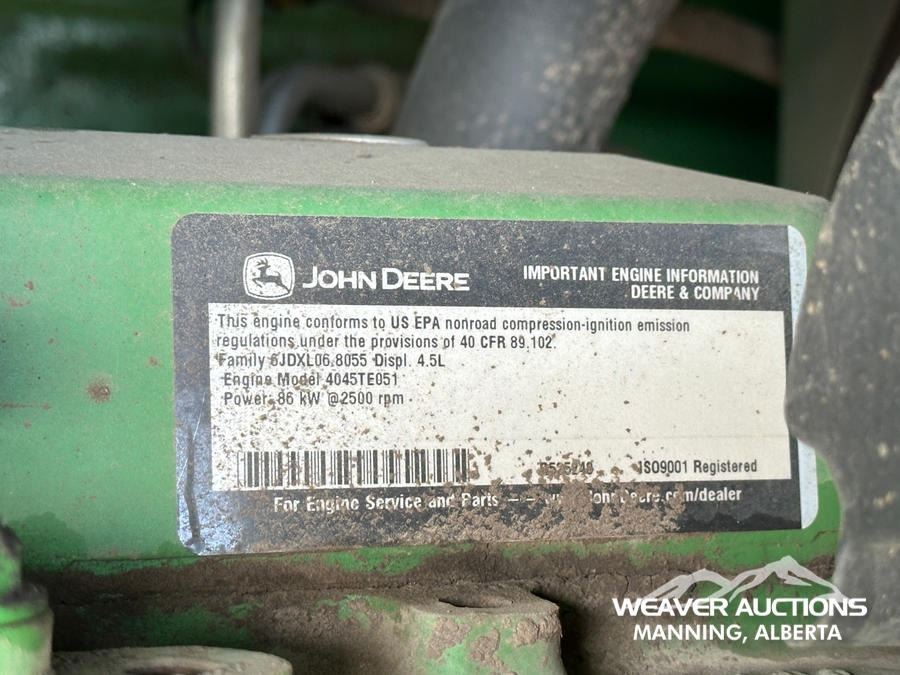 JOHN DEERE
IMPORTANT ENGINE INFORMATION
DEERE & COMPANY
This engine conforms to US EPA nonroad compression-ignition emission
regulations under the provisions of 40 CFR 89.102.
Family 6JDXL06.8055 Displ. 4.5L
Engine Model 4045TE051
Power 86 kW @2500 rpm
ISO9001 Registered
For Engine Service and Parts
JohnDeere.com/dealer
WEAVER AUCTIONS
MANNING, ALBERTA